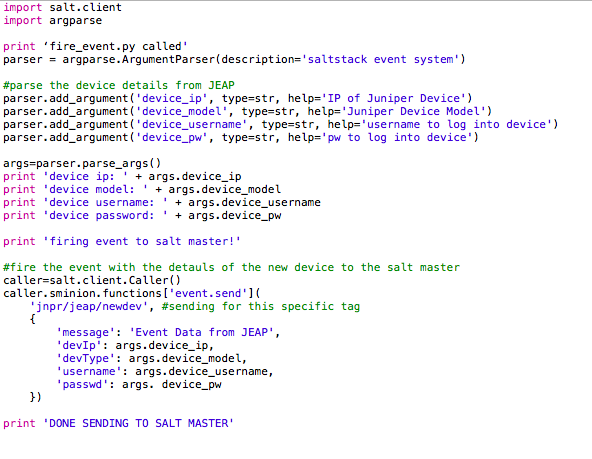 import salt.client
import argparse

print ‘fire_event.py called'
parser = argparse.ArgumentParser(description='saltstack event system')

#parse the device details from JEAP
parser.add_argument('device_ip', type=str, help='IP of Juniper Device')
parser.add_argument('device_model', type=str, help='Juniper Device Model')
parser.add_argument('device_username', type=str, help='username to log into device')
parser.add_argument('device_pw', type=str, help='pw to log into device')

args=parser.parse_args()
print 'device ip: ' + args.device_ip
print 'device model: ' + args.device_model
print 'device username: ' + args.device_username
print 'device password: ' + args.device_pw

print 'firing event to salt master!'

#fire the event with the detauls of the new device to the salt master
caller=salt.client.Caller()
caller.sminion.functions['event.send'](
    'jnpr/jeap/newdev', #sending for this specific tag
    {
        'message': 'Event Data from JEAP',
        'devIp': args.device_ip,
        'devType': args.device_model,
        'username': args.device_username,
        'passwd': args. device_pw
    })

print 'DONE SENDING TO SALT MASTER'